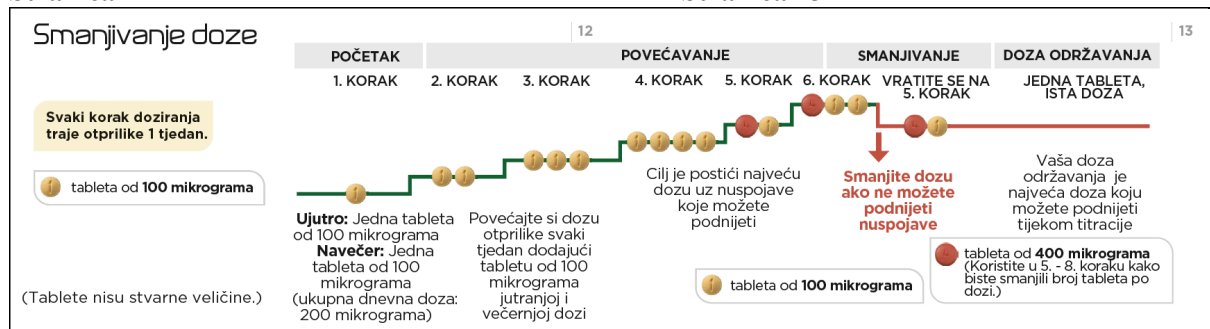 Smanjivanje doze
12
13
POČETAK
POVEĆAVANJE
SMANJIVANJE
DOZA ODRŽAVANJA
1. KORAK
2. KORAK
3. KORAK
4. KORAK
5. KORAK
6. KORAK
VRATITE SE NA
5. KORAK
JEDNA TABLETA,
ISTA DOZA
Svaki korak doziranja
traje otprilike 1 tjedan.
tableta od 100 mikrograma
Ujutro: Jedna tableta
od 100 mikrograma
Navečer: Jedna
tableta od 100
mikrograma
(ukupna dnevna doza:
200 mikrograma)
Povećajte si dozu
otprilike svaki
tjedan dodajući
tabletu od 100
mikrograma
jutranjoj i
večernjoj dozi
Cilj je postići najveću
dozu uz nuspojave
koje možete
podnijeti
Smanjite dozu
ako ne možete
podnijeti
nuspojave
Vaša doza
održavanja je
najveća doza koju
možete podnijeti
tijekom titracije
tableta od 100 mikrograma
tableta od 400 mikrograma
(Koristite u 5. - 8. koraku kako
biste smanjili broj tableta po
dozi.)
(Tablete nisu stvarne veličine.)